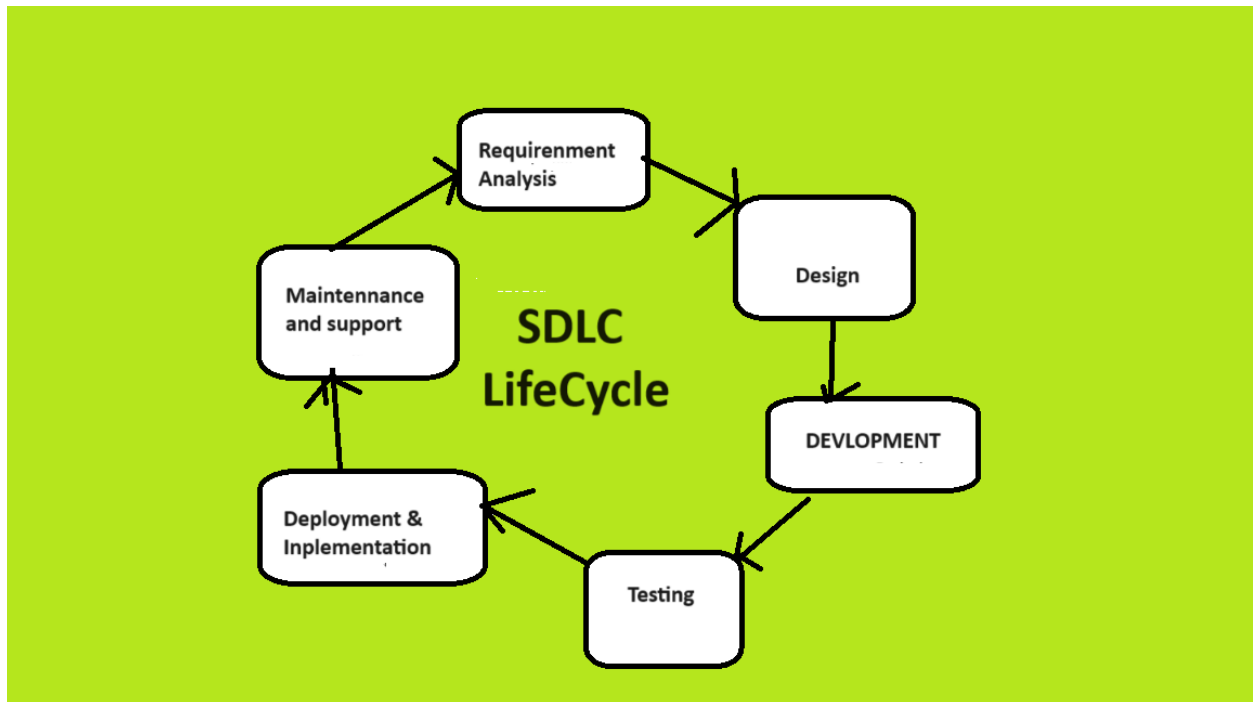 Requirenment
Analysis
Design
DEVLOPMENT
Testing
Deployment &
Inplementation
Maintennance
and support
SDLC
LifeCycle